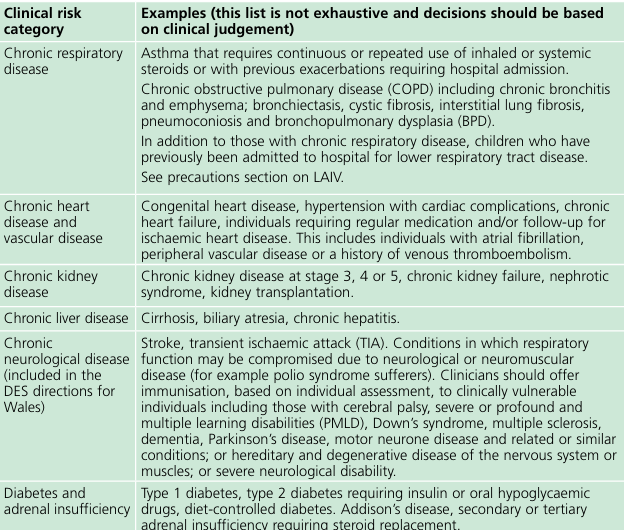 Clinical risk category
Examples (this list is not exhaustive and decisions should be based on clinical judgement)
Chronic respiratory disease
Asthma that requires continuous or repeated use of inhaled or systemic
steroids or with previous exacerbations requiring hospital admission.
Chronic obstructive pulmonary disease (COPD) including chronic bronchitis
and emphysema; bronchiectasis, cystic fibrosis, interstitial lung fibrosis,
pneumoconiosis and bronchopulmonary dysplasia (BPD).
In addition to those with chronic respiratory disease, children who have
previously been admitted to hospital for lower respiratory tract disease.
See precautions section on LAIV.
Chronic heart
disease and
vascular disease
Congenital heart disease, hypertension with cardiac complications, chronic
heart failure, individuals requiring regular medication and/or follow-up for
ischaemic heart disease. This includes individuals with atrial fibrillation,
peripheral vascular disease or a history of venous thromboembolism.
Chronic kidney
disease
Chronic kidney disease at stage 3, 4 or 5, chronic kidney failure, nephrotic
syndrome, kidney transplantation.
Chronic liver disease
Cirrhosis, biliary atresia, chronic hepatitis.
Chronic
neurological disease
(included in the
DES directions for
Wales)
Stroke, transient ischaemic attack (TIA). Conditions in which respiratory
function may be compromised due to neurological or neuromuscular
disease (for example polio syndrome sufferers). Clinicians should offer
immunisation, based on individual assessment, to clinically vulnerable
individuals including those with cerebral palsy, severe or profound and
multiple learning disabilities (PMLD), Down's syndrome, multiple sclerosis,
dementia, Parkinson's disease, motor neurone disease and related or similar
conditions; or hereditary and degenerative disease of the nervous system or
muscles; or severe neurological disability.
Diabetes and
adrenal insufficiency
Type 1 diabetes, type 2 diabetes requiring insulin or oral hypoglycaemic
drugs, diet-controlled diabetes. Addison's disease, secondary or tertiary
adrenal insufficiency requiring steroid replacement.